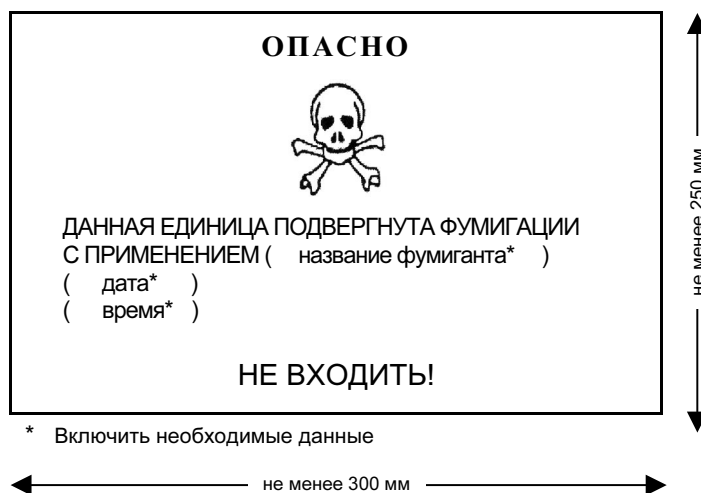 ОПАСНО
ДАННАЯ ЕДИНИЦА ПОДВЕРГНУТА ФУМИГАЦИИ
С ПРИМЕНЕНИЕМ ( название фумиганта* )
( дата* )
( время* )
НЕ ВХОДИТЬ!
* Включить необходимые данные
не менее 300 мм
не менее 250 мм